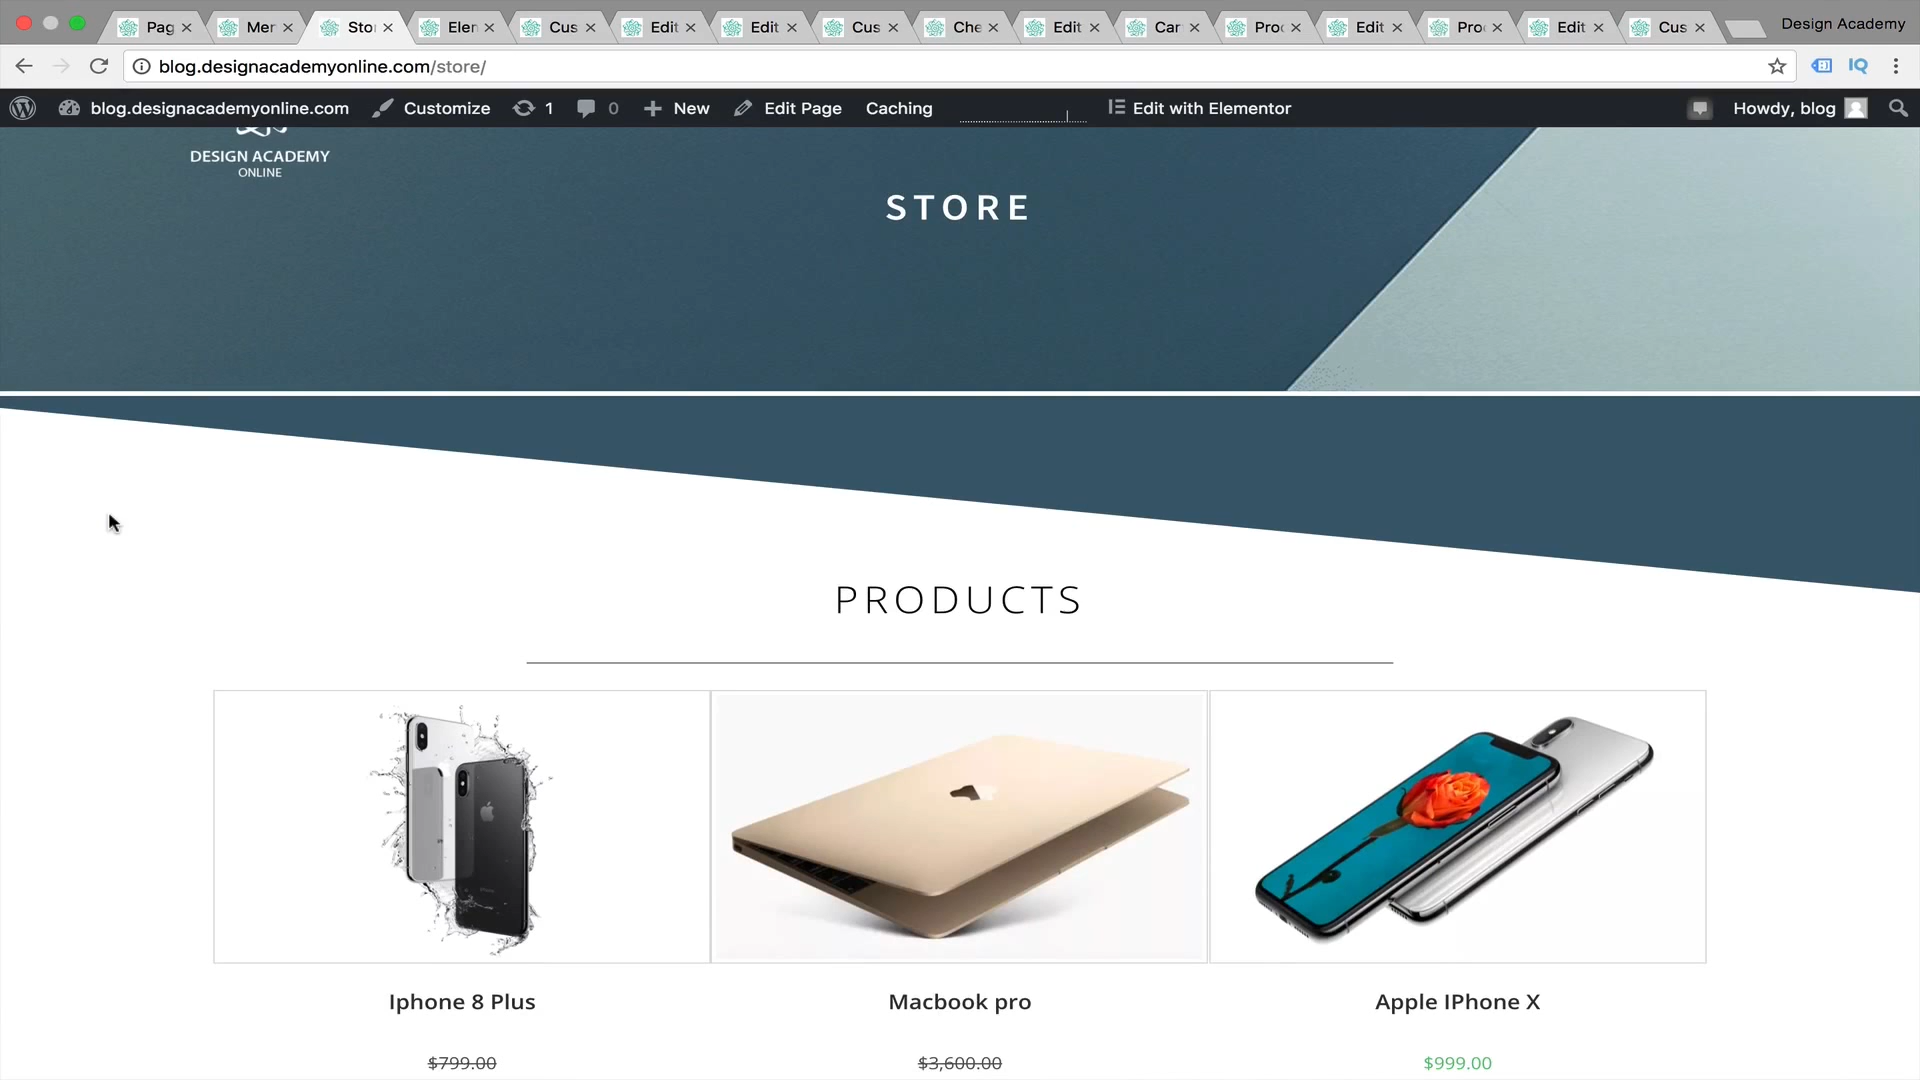 Pag
Mer
Sto
Elen
Cus
Edit
Edit
Cus
Che
Edit
Car
Pro
Edit
Pro
Edit
Cus
Design Academy
blog.designacademyonline.com/store/
IQ
blog.designacademyonline.com
Customize
1
0
New
Edit Page
Caching
Edit with Elementor
Howdy, blog
DESIGN ACADEMY
ONLINE
STORE
PRODUCTS
Iphone 8 Plus
Macbook pro
Apple IPhone X
$799.00
$3,600.00
$999.00